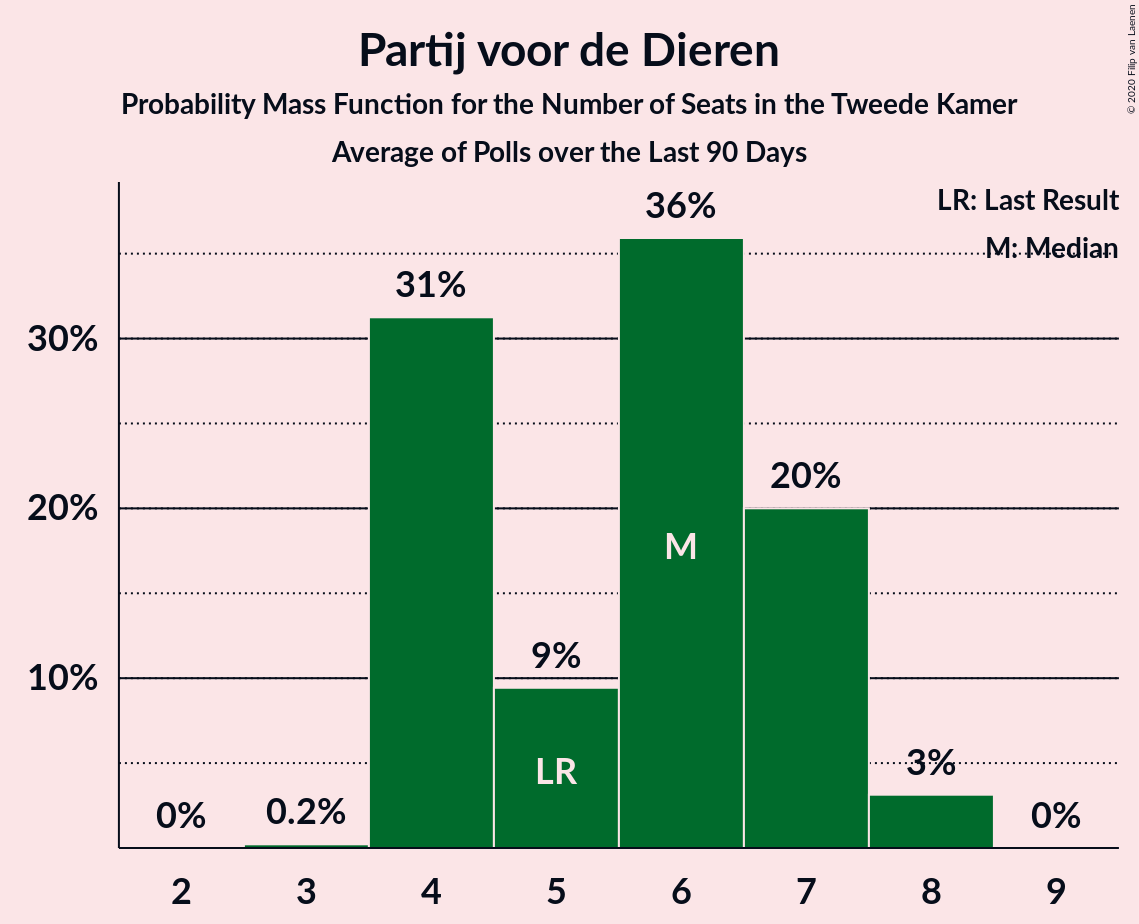 Partij voor de Dieren
Probability Mass Function for the Number of Seats in the Tweede Kamer
Average of Polls over the Last 90 Days
© 2020 Filip van Laenen
LR: Last Result
M: Median
36%
31%
30%
20%
20%
M
10%
9%
LR
3%
0%
0.2%
0%
2 3 4 5 6 7 8 9